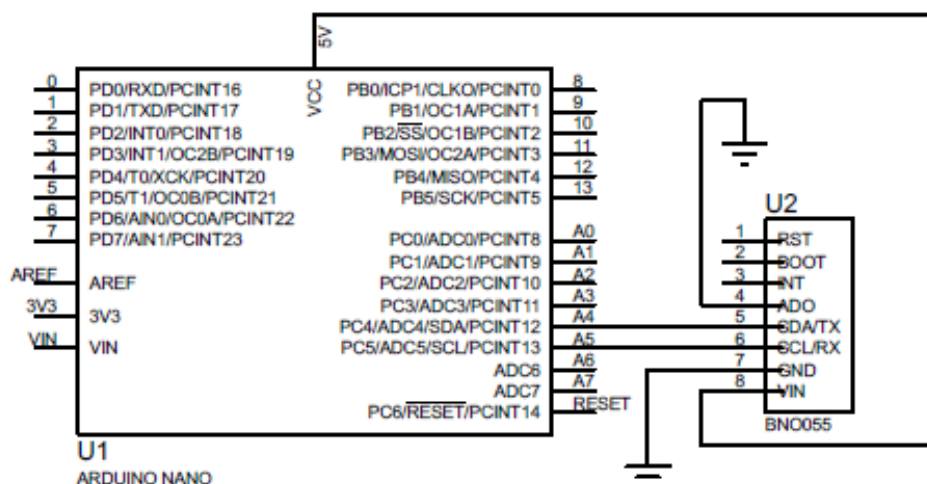 5V
VCC
0 PD0/RXD/PCINT16
1 PD1/TXD/PCINT17
2 PD2/INT0/PCINT18
3 PD3/INT1/OC2B/PCINT19
4 PD4/T0/XCK/PCINT20
5 PD5/T1/OC0B/PCINT21
6 PD6/AIN0/OC0A/PCINT22
7 PD7/AIN1/PCINT23
AREF AREF
3V3 3V3
VIN VIN
PB0/ICP1/CLKO/PCINT0 8
PB1/OC1A/PCINT1 9
PB2/SS/OC1B/PCINT2 10
PB3/MOSI/OC2A/PCINT3 11
PB4/MISO/PCINT4 12
PB5/SCK/PCINT5 13
PC0/ADC0/PCINT8 A0
PC1/ADC1/PCINT9 A1
PC2/ADC2/PCINT10 A2
PC3/ADC3/PCINT11 A3
PC4/ADC4/SDA/PCINT12 A4
PC5/ADC5/SCL/PCINT13 A5
ADC6 A6
ADC7 A7
PC6/RESET/PCINT14 RESET
U1
ARDUINO NANO
U2
1 RST
2 BOOT
3 INT
4 ADO
5 SDA/TX
6 SCL/RX
7 GND
8 VIN
BNO055